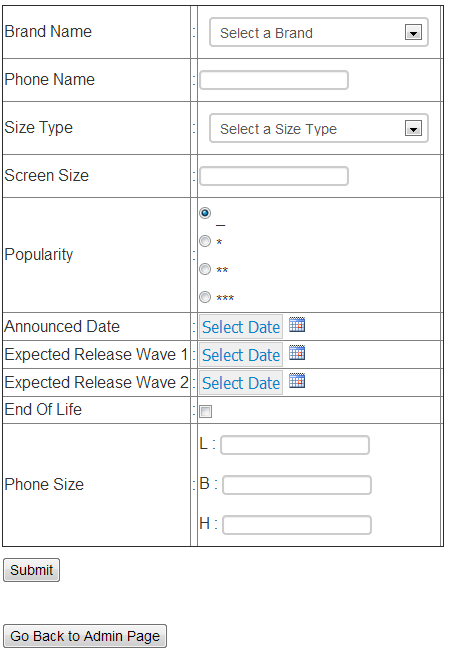 Brand Name : Select a Brand
Phone Name :
Size Type : Select a Size Type
Screen Size :
Popularity : _
*
**
***
Announced Date : Select Date
Expected Release Wave 1 : Select Date
Expected Release Wave 2 : Select Date
End Of Life :
Phone Size : L :
B :
H :
Submit
Go Back to Admin Page